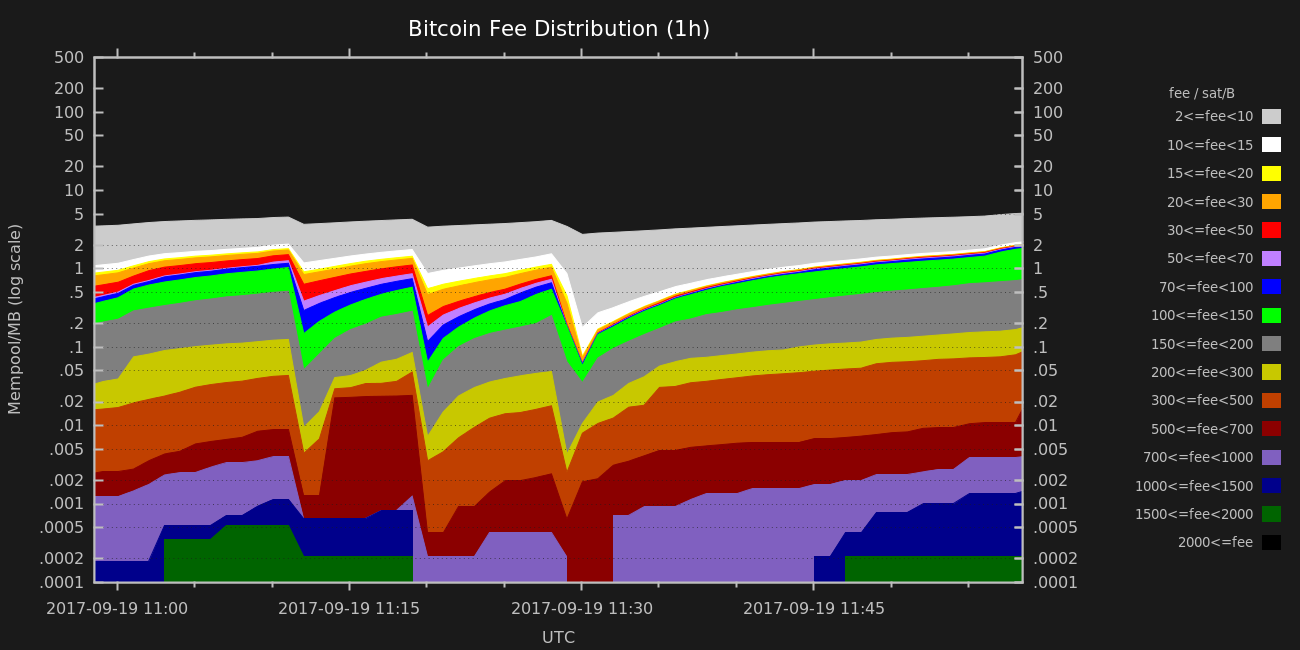 Bitcoin Fee Distribution (1h)
Mempool/MB (log scale)
500
200
100
50
20
10
5
2
1
.5
.2
.1
.05
.02
.01
.005
.002
.001
.0005
.0002
.0001
500
200
100
50
20
10
5
2
1
.5
.2
.1
.05
.02
.01
.005
.002
.001
.0005
.0002
.0001
2017-09-19 11:00
2017-09-19 11:15
2017-09-19 11:30
2017-09-19 11:45
UTC
fee / sat/B
2<=fee<10
10<=fee<15
15<=fee<20
20<=fee<30
30<=fee<50
50<=fee<70
70<=fee<100
100<=fee<150
150<=fee<200
200<=fee<300
300<=fee<500
500<=fee<700
700<=fee<1000
1000<=fee<1500
1500<=fee<2000
2000<=fee